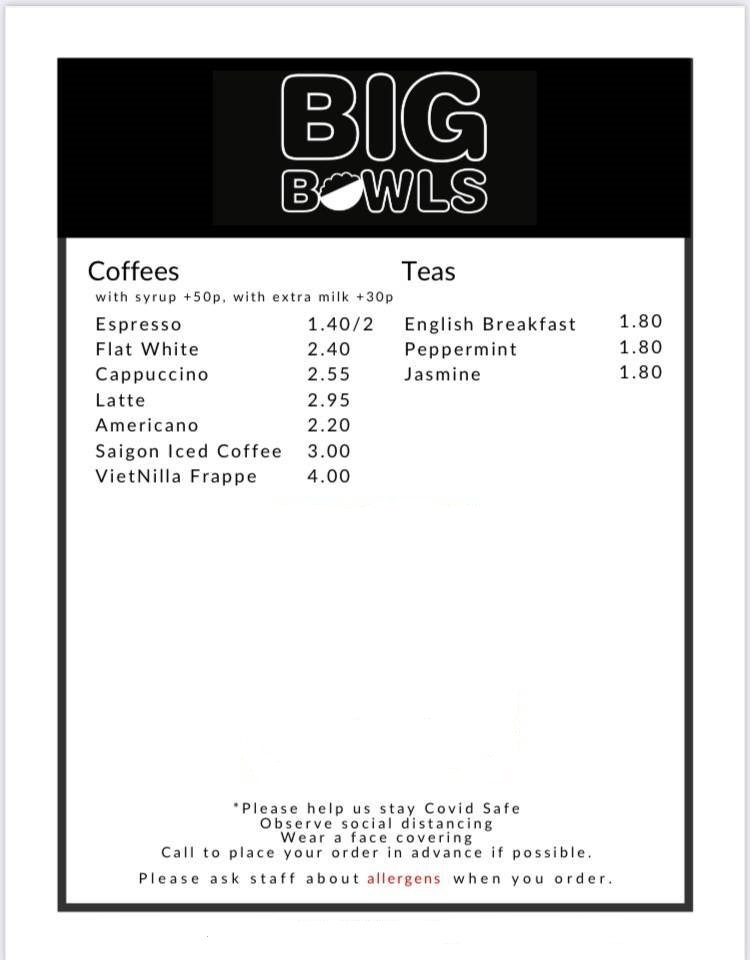 BIG
BOWLS
Coffees
with syrup +50p, with extra milk +30p
Espresso 1.40/2
Flat White 2.40
Cappuccino 2.55
Latte 2.95
Americano 2.20
Saigon Iced Coffee 3.00
VietNilla Frappe 4.00
Teas
English Breakfast 1.80
Peppermint 1.80
Jasmine 1.80
*Please help us stay Covid Safe
Observe social distancing
Wear a face covering
Call to place your order in advance if possible.
Please ask staff about allergens when you order.